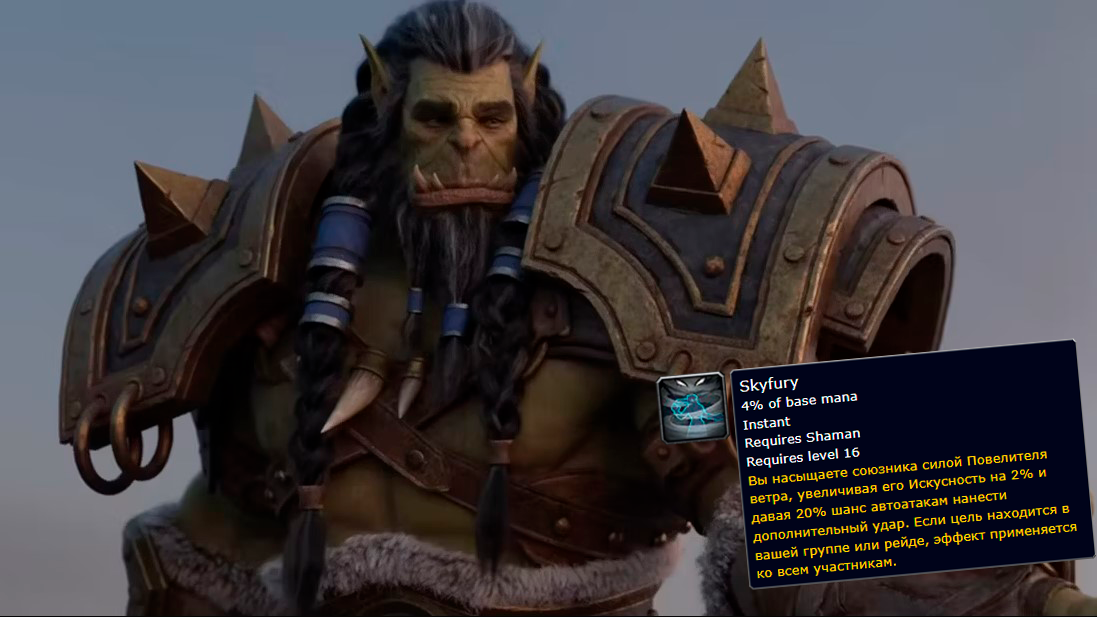 Skyfury
4% of base mana
Instant
Requires Shaman
Requires level 16
Вы насыщаете союзника силой Повелителя
ветра, увеличивая его Искусность на 2% и
давая 20% шанс автоатакам нанести
дополнительный удар. Если цель находится в
вашей группе или рейде, эффект применяется
ко всем участникам.